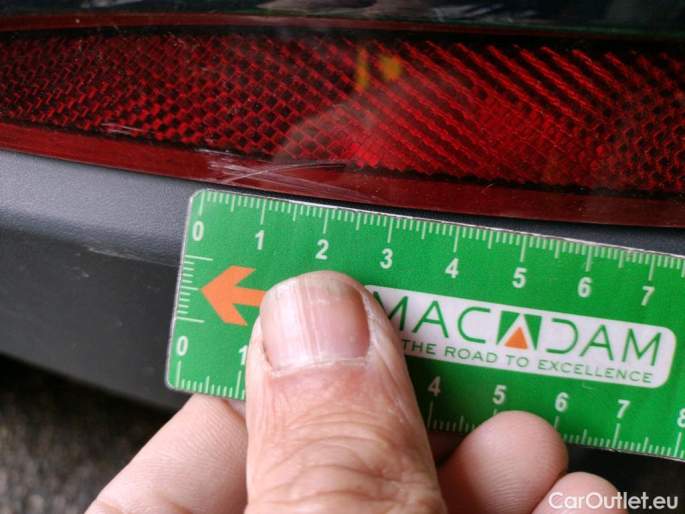 0 1 2 3 4 5 6 7
MACADAM
THE ROAD TO EXCELLENCE
0 1 4 5 6 7 8
CarOutlet.eu